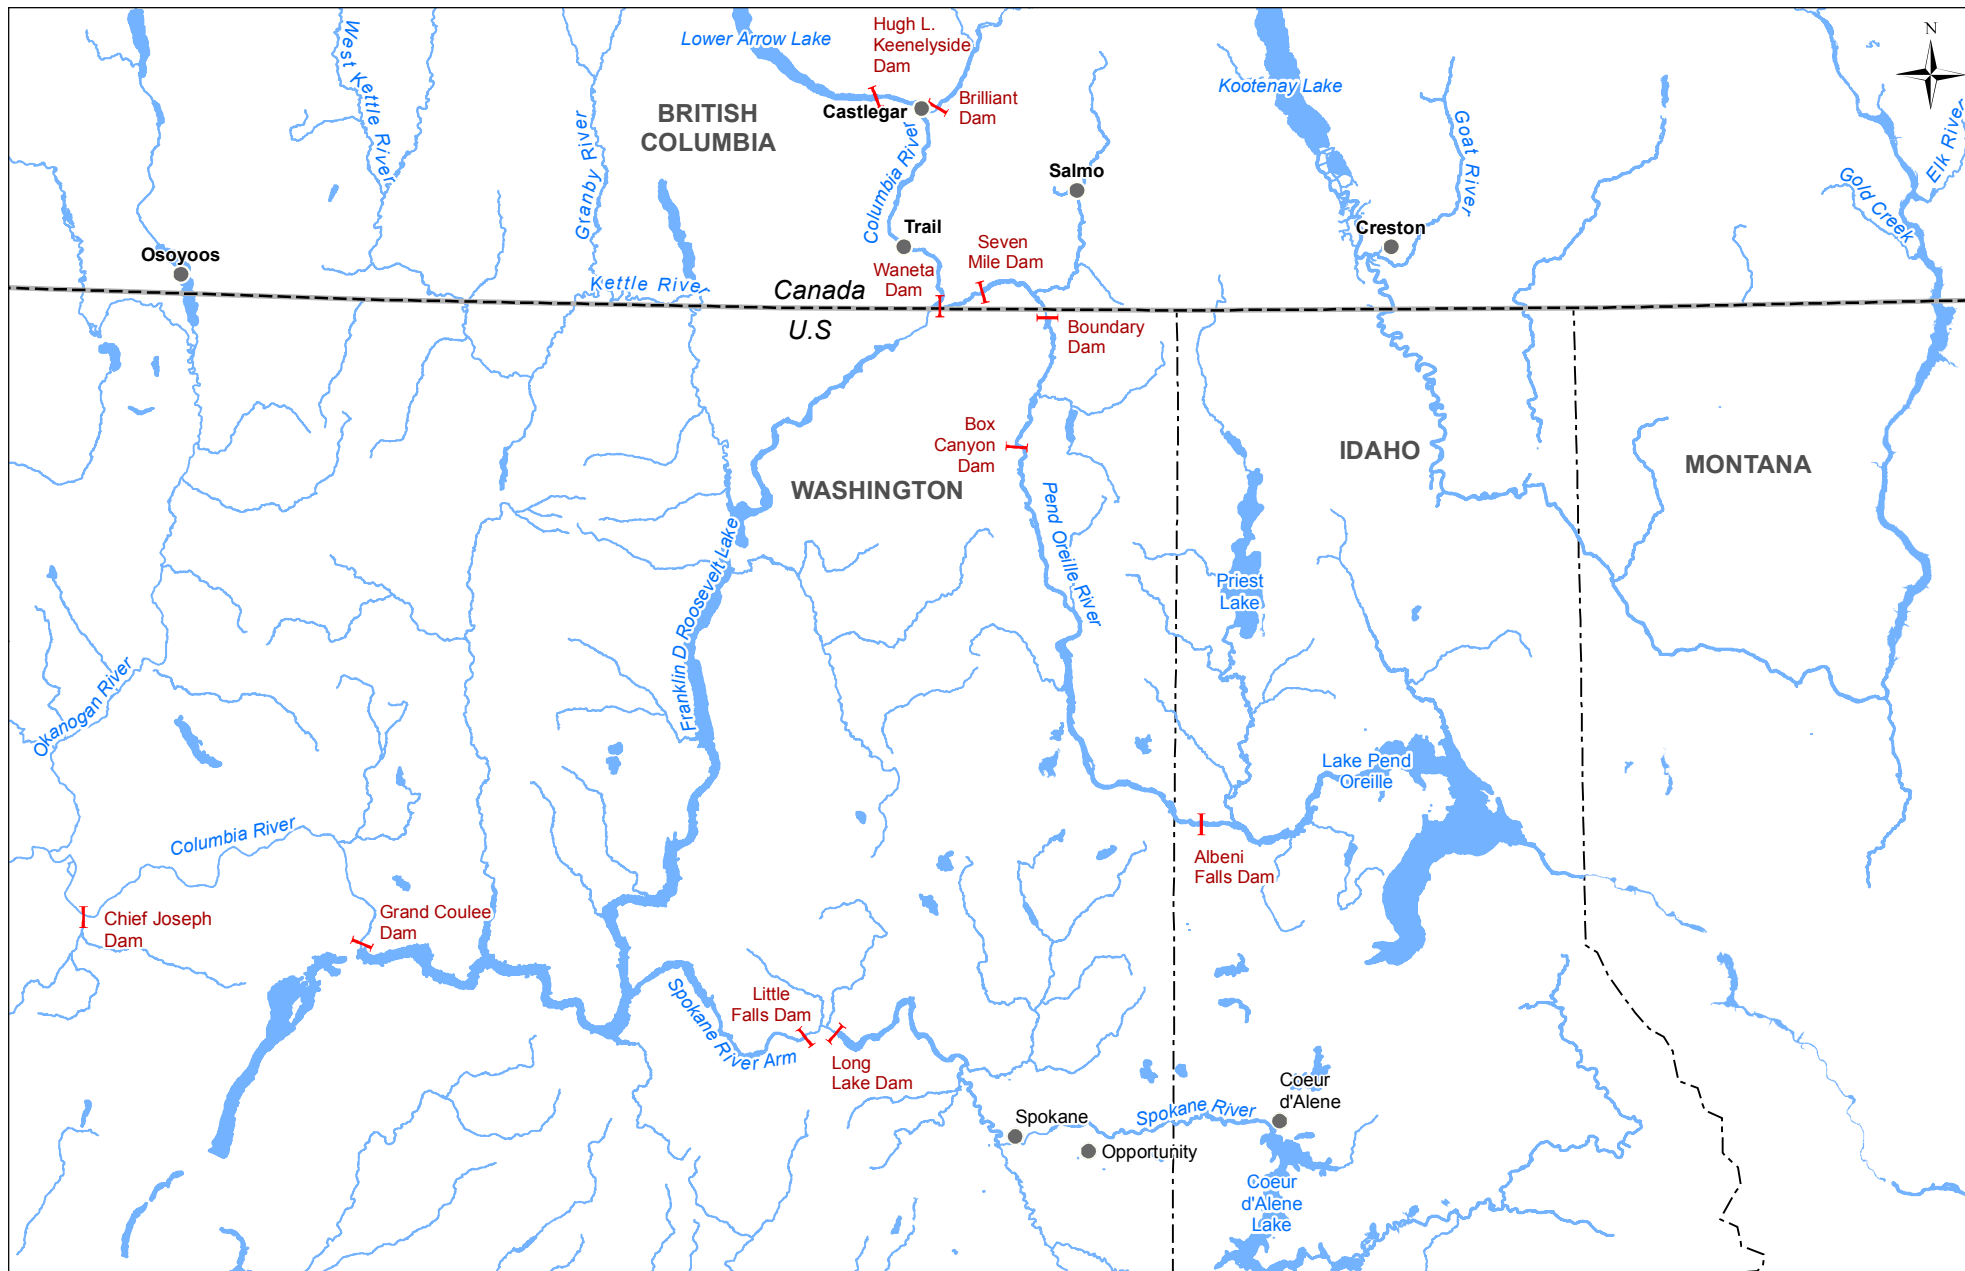 Hugh L.
Keenelyside
Dam
Lower Arrow Lake
N
West Kettle River
Kootenay Lake
Brilliant
Dam
BRITISH
COLUMBIA
Castlegar
Granby River
Columbia River
Goat River
Elk River
Gold Creek
Salmo
Trail
Creston
Osoyoos
Seven
Mile Dam
Waneta
Dam
Kettle River
Canada
U.S
Boundary
Dam
Box
Canyon
Dam
IDAHO
MONTANA
WASHINGTON
Pend Oreille River
Franklin D Roosevelt Lake
Priest
Lake
Okanogan River
Lake Pend
Oreille
Columbia River
Albeni
Falls Dam
Chief Joseph
Dam
Grand Coulee
Dam
Little
Falls Dam
Spokane River Arm
Long
Lake Dam
Coeur
d'Alene
Spokane
Spokane River
Opportunity
Coeur
d'Alene
Lake